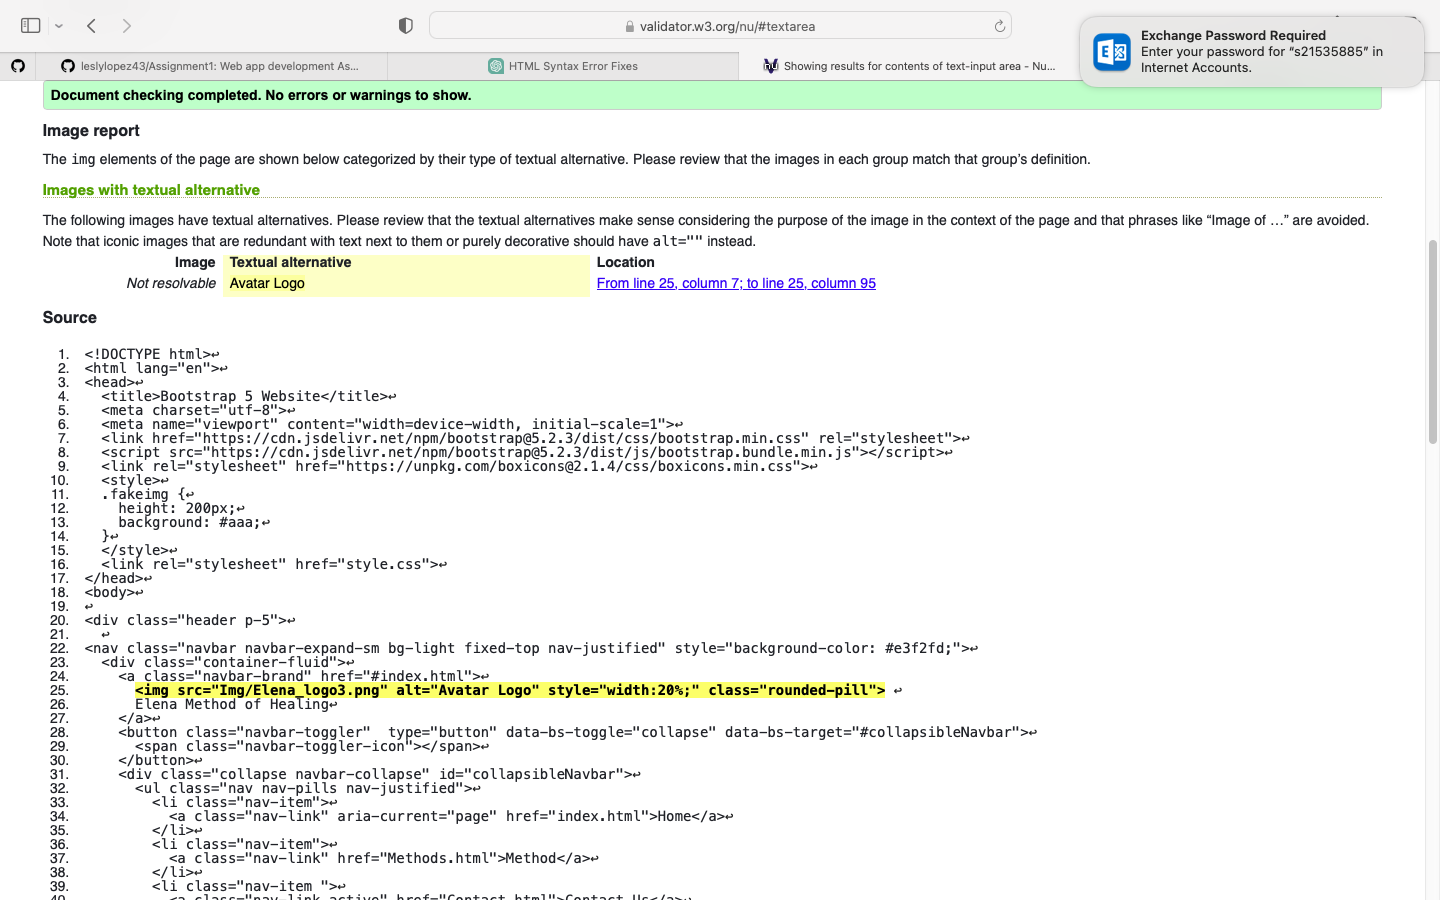 validator.w3.org/nu/#textarea
Exchange Password Required
Enter your password for “s21535885” in
Internet Accounts.
leslylopez43/Assignment1: Web app development As...
HTML Syntax Error Fixes
Showing results for contents of text-input area - Nu...
Document checking completed. No errors or warnings to show.
Image report
The img elements of the page are shown below categorized by their type of textual alternative. Please review that the images in each group match that group’s definition.
Images with textual alternative
The following images have textual alternatives. Please review that the textual alternatives make sense considering the purpose of the image in the context of the page and that phrases like “Image of …” are avoided.
Note that iconic images that are redundant with text next to them or purely decorative should have alt="" instead.
Image Textual alternative Location
Not resolvable Avatar Logo From line 25, column 7; to line 25, column 95
Source
1. <!DOCTYPE html>↩
2. <html lang="en">↩
3. <head>↩
4. <title>Bootstrap 5 Website</title>↩
5. <meta charset="utf-8">↩
6. <meta name="viewport" content="width=device-width, initial-scale=1">↩
7. <link href="https://cdn.jsdelivr.net/npm/bootstrap@5.2.3/dist/css/bootstrap.min.css" rel="stylesheet">↩
8. <script src="https://cdn.jsdelivr.net/npm/bootstrap@5.2.3/dist/js/bootstrap.bundle.min.js"></script>↩
9. <link rel="stylesheet" href="https://unpkg.com/boxicons@2.1.4/css/boxicons.min.css">↩
10. <style>↩
11. .fakeimg {↩
12. height: 200px;↩
13. background: #aaa;↩
14. }↩
15. </style>↩
16. <link rel="stylesheet" href="style.css">↩
17. </head>↩
18. <body>↩
19. ↩
20. <div class="header p-5">↩
21. ↩
22. <nav class="navbar navbar-expand-sm bg-light fixed-top nav-justified" style="background-color: #e3f2fd;">↩
23. <div class="container-fluid">↩
24. <a class="navbar-brand" href="#index.html">↩
25. <img src="Img/Elena_logo3.png" alt="Avatar Logo" style="width:20%;" class="rounded-pill"> ↩
26. Elena Method of Healing↩
27. </a>↩
28. <button class="navbar-toggler"  type="button" data-bs-toggle="collapse" data-bs-target="#collapsibleNavbar">↩
29. <span class="navbar-toggler-icon"></span>↩
30. </button>↩
31. <div class="collapse navbar-collapse" id="collapsibleNavbar">↩
32. <ul class="nav nav-pills nav-justified">↩
33. <li class="nav-item">↩
34. <a class="nav-link" aria-current="page" href="index.html">Home</a>↩
35. </li>↩
36. <li class="nav-item">↩
37. <a class="nav-link" href="Methods.html">Method</a>↩
38. </li>↩
39. <li class="nav-item ">↩
40. <a class="nav-link active" href="Contact.html">Contact Us</a>↩